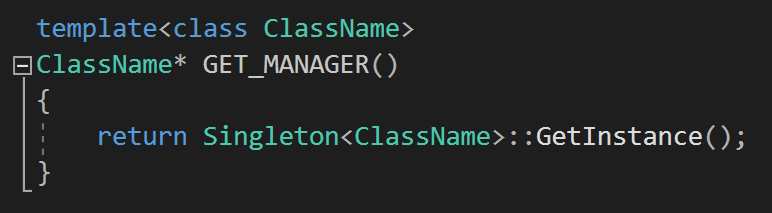 template<class ClassName>
ClassName* GET_MANAGER()
{
    return Singleton<ClassName>::GetInstance();
}